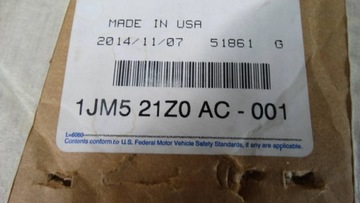 MADE IN USA
2014/11/07 51861 G
1JM5 21Z0 AC - 001
L-6060
Contents conform to U.S. Federal Motor Vehicle Safety Standards, if any are applicable.